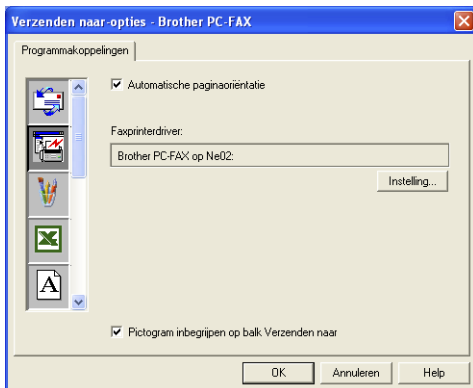 Verzenden naar-opties - Brother PC-FAX
Programmakoppelingen
Automatische paginaoriëntatie
Faxprinterdriver:
Brother PC-FAX op Ne02:
Instelling...
A
Pictogram inbegrijpen op balk Verzenden naar
OK Annuleren Help